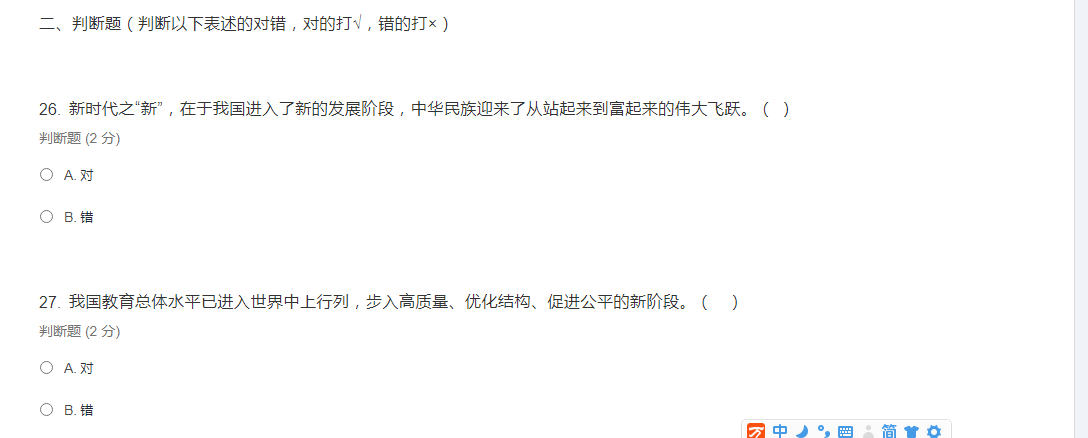 二、判断题（判断以下表述的对错，对的打√，错的打×）
26. 新时代之“新”，在于我国进入了新的发展阶段，中华民族迎来了从站起来到富起来的伟大飞跃。（ ）
判断题 (2 分)
A. 对
B. 错
27. 我国教育总体水平已进入世界中上行列，步入高质量、优化结构、促进公平的新阶段。（ ）
判断题 (2 分)
A. 对
B. 错
万 中 简